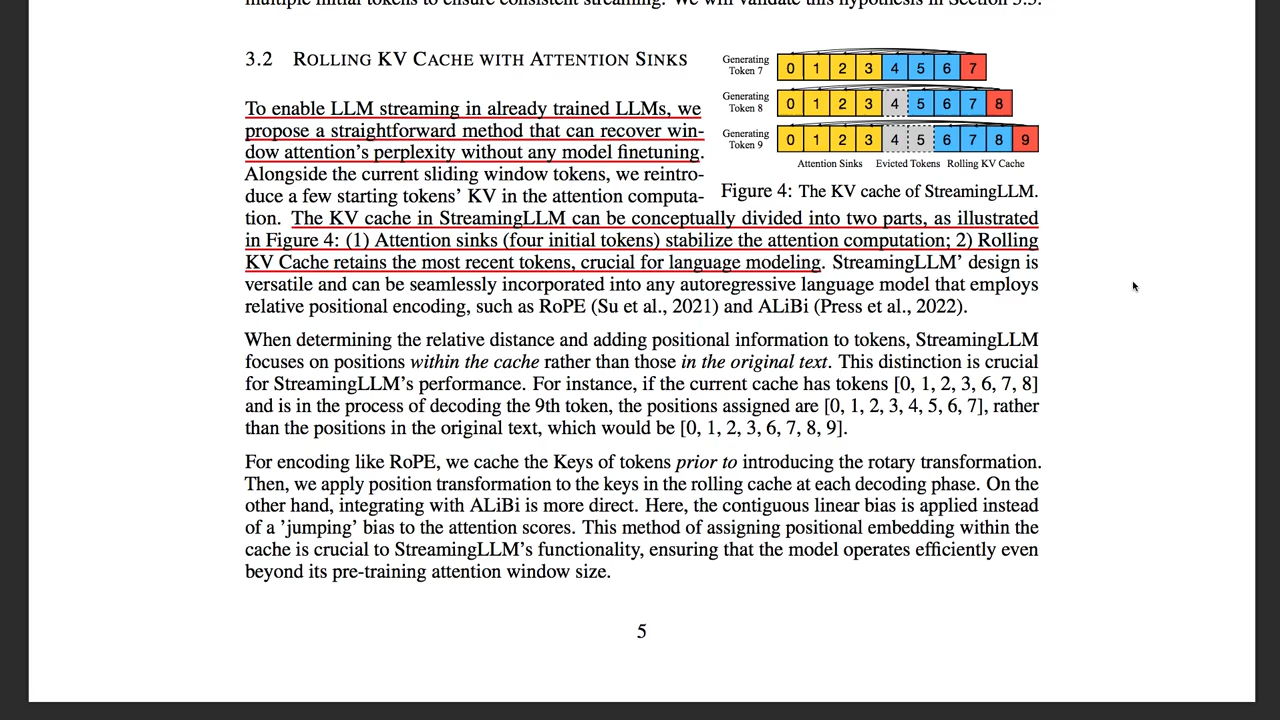 multiple initial tokens to ensure consistent streaming. We will validate this hypothesis in Section 3.3.
3.2 ROLLING KV CACHE WITH ATTENTION SINKS
To enable LLM streaming in already trained LLMs, we
propose a straightforward method that can recover win-
dow attention's perplexity without any model finetuning.
Alongside the current sliding window tokens, we reintro-
duce a few starting tokens' KV in the attention computa-
tion. The KV cache in StreamingLLM can be conceptually divided into two parts, as illustrated
in Figure 4: (1) Attention sinks (four initial tokens) stabilize the attention computation; 2) Rolling
KV Cache retains the most recent tokens, crucial for language modeling. StreamingLLM' design is
versatile and can be seamlessly incorporated into any autoregressive language model that employs
relative positional encoding, such as RoPE (Su et al., 2021) and ALiBi (Press et al., 2022).
Generating
Token 7
0 1 2 3 4 5 6 7
Generating
Token 8
0 1 2 3 4 5 6 7 8
Generating
Token 9
0 1 2 3 4 5 6 7 8 9
Attention Sinks Evicted Tokens Rolling KV Cache
Figure 4: The KV cache of StreamingLLM.
When determining the relative distance and adding positional information to tokens, StreamingLLM
focuses on positions within the cache rather than those in the original text. This distinction is crucial
for StreamingLLM's performance. For instance, if the current cache has tokens [0, 1, 2, 3, 6, 7, 8]
and is in the process of decoding the 9th token, the positions assigned are [0, 1, 2, 3, 4, 5, 6, 7], rather
than the positions in the original text, which would be [0, 1, 2, 3, 6, 7, 8, 9].
For encoding like RoPE, we cache the Keys of tokens prior to introducing the rotary transformation.
Then, we apply position transformation to the keys in the rolling cache at each decoding phase. On the
other hand, integrating with ALiBi is more direct. Here, the contiguous linear bias is applied instead
of a 'jumping' bias to the attention scores. This method of assigning positional embedding within the
cache is crucial to StreamingLLM's functionality, ensuring that the model operates efficiently even
beyond its pre-training attention window size.
5